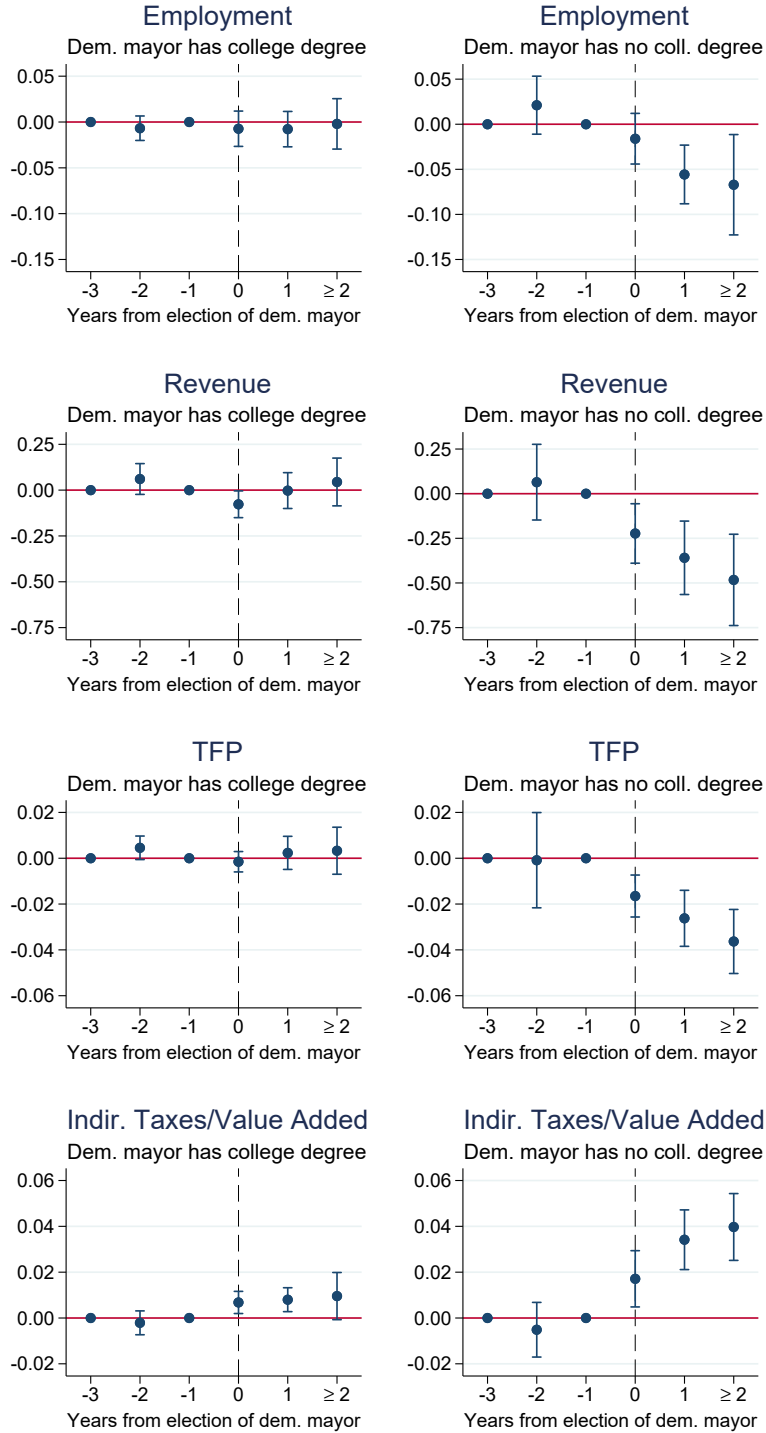 Employment
Dem. mayor has college degree
0.05
0.00
-0.05
-0.10
-0.15
-3 -2 -1 0 1 ≥ 2
Years from election of dem. mayor
Employment
Dem. mayor has no coll. degree
0.05
0.00
-0.05
-0.10
-0.15
-3 -2 -1 0 1 ≥ 2
Years from election of dem. mayor
Revenue
Dem. mayor has college degree
0.25
0.00
-0.25
-0.50
-0.75
-3 -2 -1 0 1 ≥ 2
Years from election of dem. mayor
Revenue
Dem. mayor has no coll. degree
0.25
0.00
-0.25
-0.50
-0.75
-3 -2 -1 0 1 ≥ 2
Years from election of dem. mayor
TFP
Dem. mayor has college degree
0.02
0.00
-0.02
-0.04
-0.06
-3 -2 -1 0 1 ≥ 2
Years from election of dem. mayor
TFP
Dem. mayor has no coll. degree
0.02
0.00
-0.02
-0.04
-0.06
-3 -2 -1 0 1 ≥ 2
Years from election of dem. mayor
Indir. Taxes/Value Added
Dem. mayor has college degree
0.06
0.04
0.02
0.00
-0.02
-3 -2 -1 0 1 ≥ 2
Years from election of dem. mayor
Indir. Taxes/Value Added
Dem. mayor has no coll. degree
0.06
0.04
0.02
0.00
-0.02
-3 -2 -1 0 1 ≥ 2
Years from election of dem. mayor